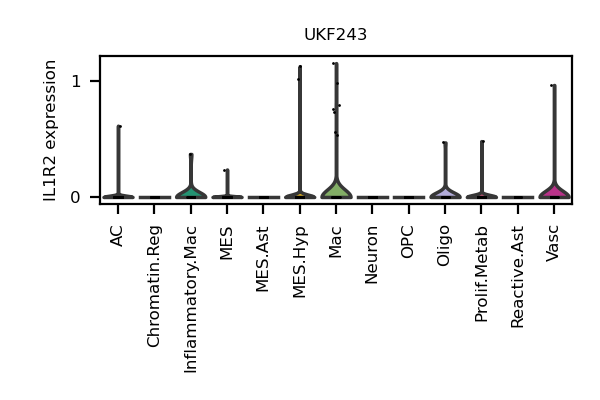 UKF243
IL1R2 expression
1
0
AC
Chromatin.Reg
Inflammatory.Mac
MES
MES.Ast
MES.Hyp
Mac
Neuron
OPC
Oligo
Prolif.Metab
Reactive.Ast
Vasc